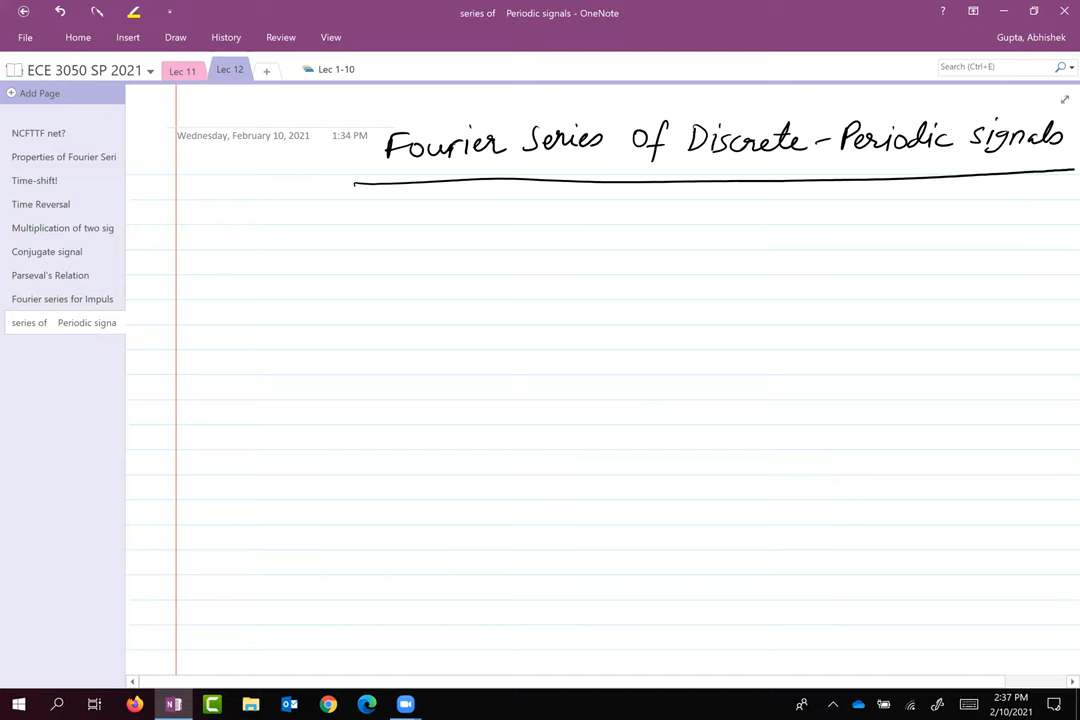 series of Periodic signals - OneNote
?
File Home Insert Draw History Review View
Gupta, Abhishek
ECE 3050 SP 2021
Lec 11
Lec 12
+
Lec 1-10
Search (Ctrl+E)
Add Page
Wednesday, February 10, 2021 1:34 PM
Fourier Series of Discrete-Periodic signals
NCFTTF net?
Properties of Fourier Seri
Time-shift!
Time Reversal
Multiplication of two sig
Conjugate signal
Parseval's Relation
Fourier series for Impuls
series of Periodic signa
2:37 PM
2/10/2021